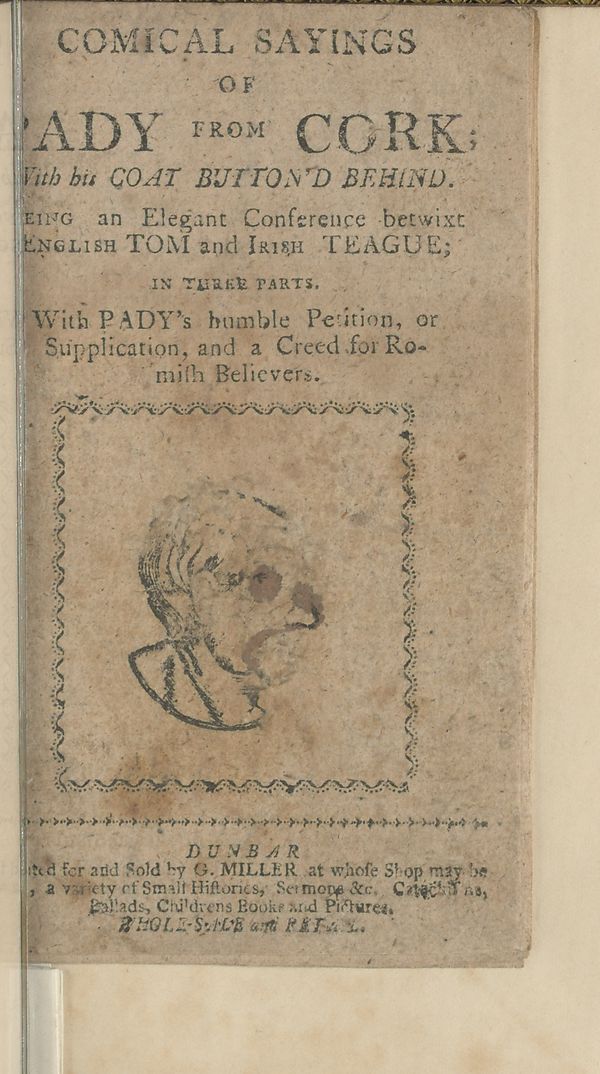 COMICAL SAYINGS
OF
PADY FROM CORK;
With his COAT BUTTON'D BEHIND.
BEING an Elegant Conference betwixt
ENGLISH TOM and IRISH TEAGUE;
IN THREE PARTS.
With PADY's humble Petition, or
Supplication, and a Creed for Ro-
miſh Believers.
DUNBAR
ted for and Sold by G. MILLER at whoſe Shop may be
, a variety of Small Hiſtories, Sermons &c. Catechiſms,
Ballads, Childrens Books and Pictures.
WHOLE-SALE and RETAIL.